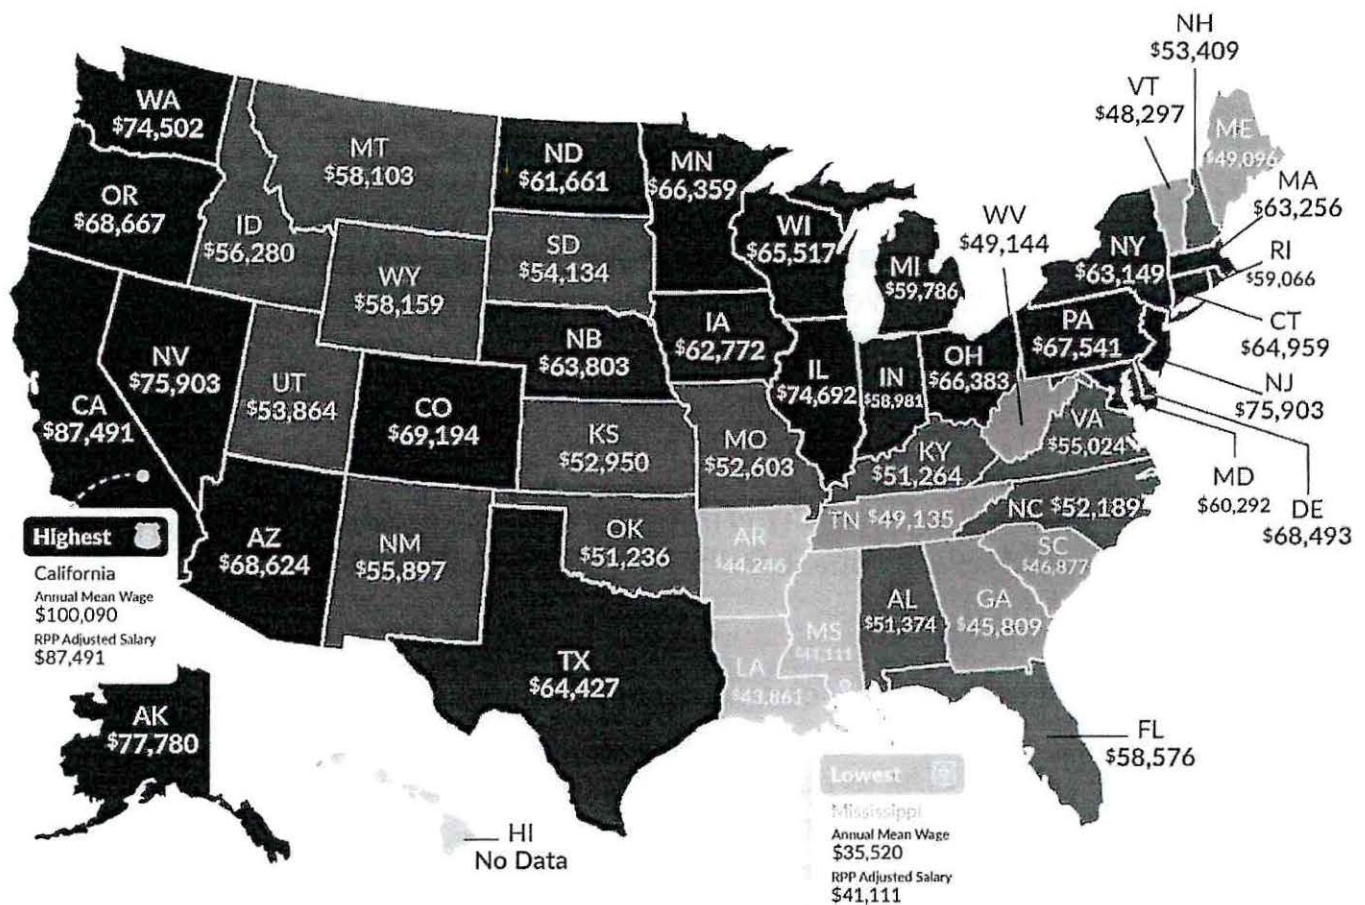 NH
$53,409
VT
$48,297
WA
$74,502
MT
$58,103
ND
$61,661
MN
$66,359
ME
$49,096
MA
$63,256
OR
$68,667
ID
$56,280
SD
$54,134
WI
$65,517
WV
$49,144
NY
$63,149
RI
$59,066
WY
$58,159
MI
$59,786
IA
$62,772
PA
$67,541
CT
$64,959
NV
$75,903
NB
$63,803
IL
$74,692
IN
$58,981
OH
$66,383
NJ
$75,903
CA
$87,491
UT
$53,864
CO
$69,194
KS
$52,950
MO
$52,603
KY
$51,264
VA
$55,024
MD
$60,292
DE
$68,493
AZ
$68,624
NM
$55,897
OK
$51,236
AR
$44,246
TN $49,135
NC $52,189
SC
$46,877
Highest
California
Annual Mean Wage
$100,090
RPP Adjusted Salary
$87,491
TX
$64,427
LA
$43,861
MS
$41,111
AL
$51,374
GA
$45,809
AK
$77,780
FL
$58,576
HI
No Data
Lowest
Mississippi
Annual Mean Wage
$35,520
RPP Adjusted Salary
$41,111